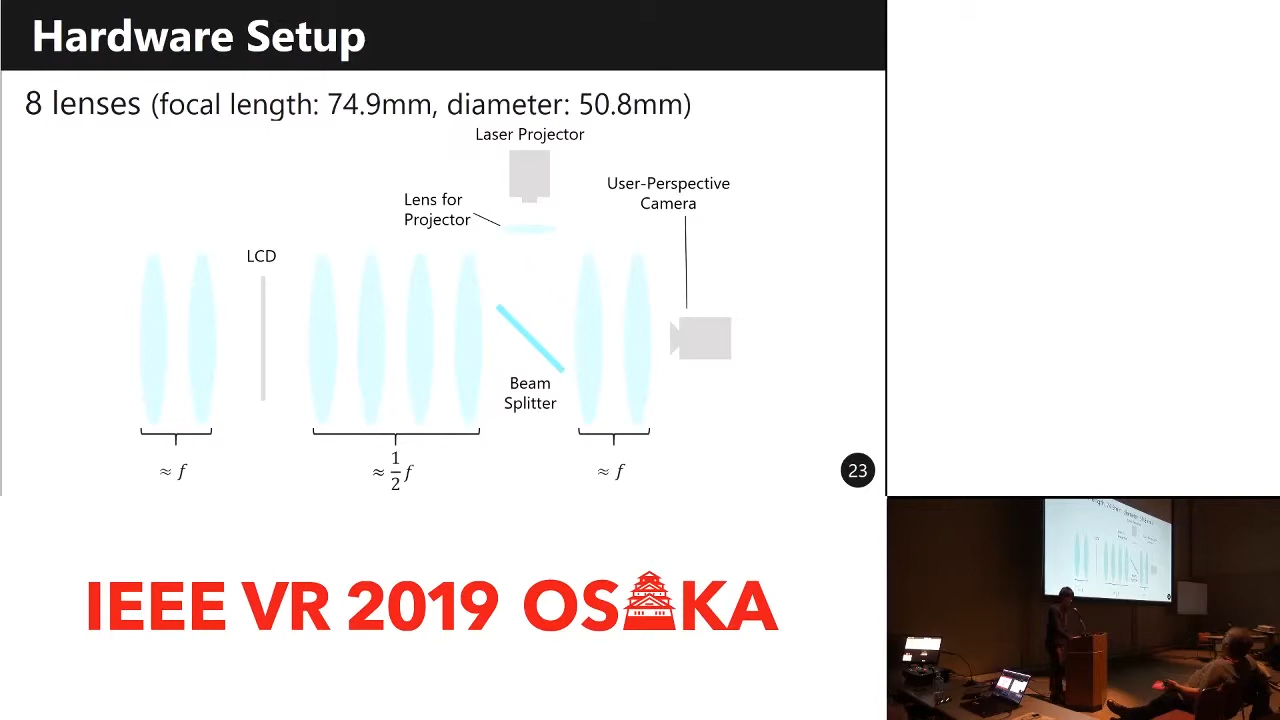 Hardware Setup
8 lenses (focal length: 74.9mm, diameter: 50.8mm)
Laser Projector
User-Perspective
Camera
Lens for
Projector
LCD
Beam
Splitter
≈ f
≈ 1/2 f
≈ f
23
IEEE VR 2019 OSAKA